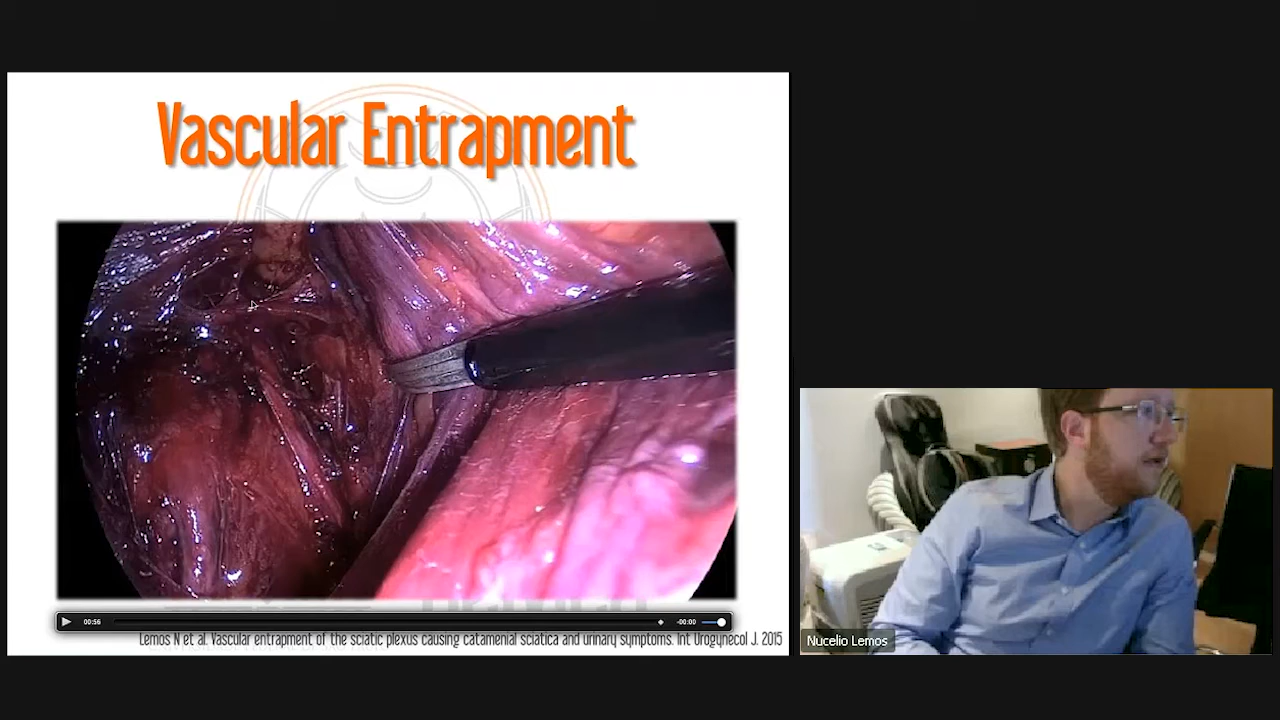 Vascular Entrapment
00:56
-00:00
Lemos N et al. Vascular entrapment of the sciatic plexus causing catamenial sciatica and urinary symptoms. Int Urogynecol J. 2015
Nucelio Lemos